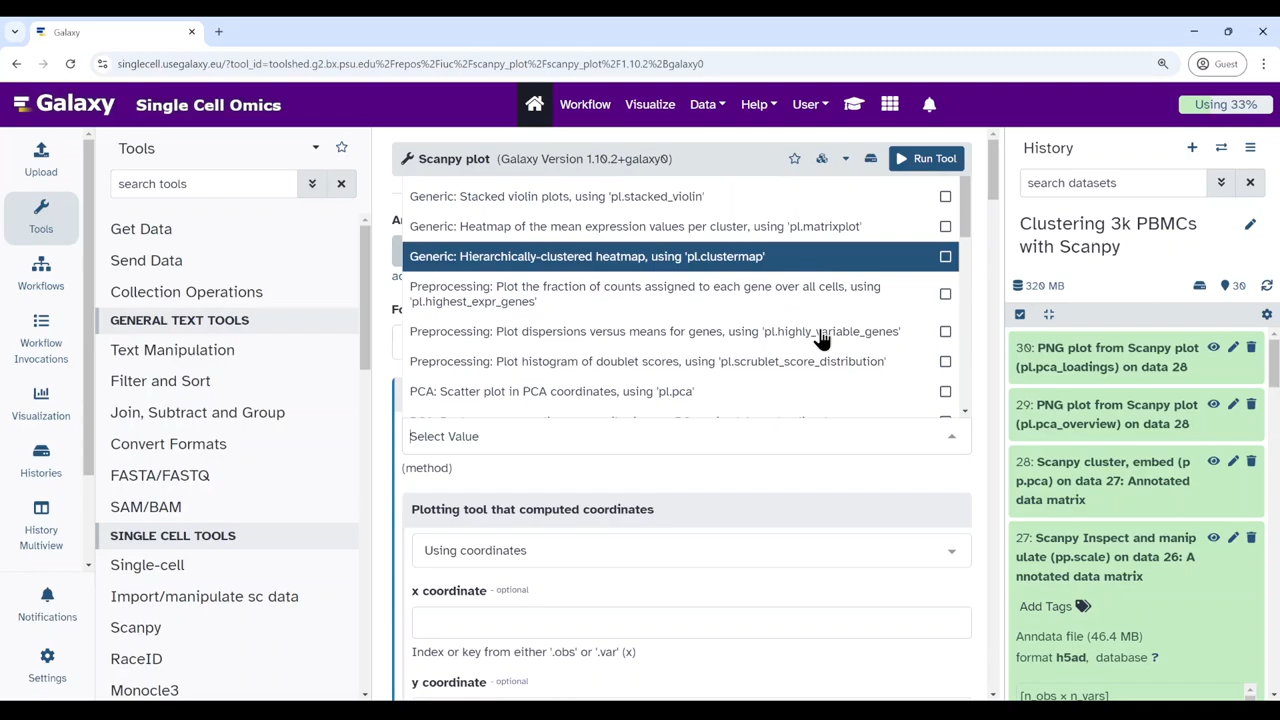 Galaxy
singlecell.usegalaxy.eu/?tool_id=toolshed.g2.bx.psu.edu%2Frepos%2Fiuc%2Fscanpy_plot%2Fscanpy_plot%2F1.10.2%2Bgalaxy0
Guest
Galaxy Single Cell Omics
Workflow Visualize Data Help User
Using 33%
Upload
Tools
Workflows
Workflow
Invocations
Visualization
Histories
History
Multiview
Notifications
Settings
Tools
search tools
Get Data
Send Data
Collection Operations
GENERAL TEXT TOOLS
Text Manipulation
Filter and Sort
Join, Subtract and Group
Convert Formats
FASTA/FASTQ
SAM/BAM
SINGLE CELL TOOLS
Single-cell
Import/manipulate sc data
Scanpy
RaceID
Monocle3
Scanpy plot (Galaxy Version 1.10.2+galaxy0)
Run Tool
Generic: Stacked violin plots, using 'pl.stacked_violin'
Generic: Heatmap of the mean expression values per cluster, using 'pl.matrixplot'
Generic: Hierarchically-clustered heatmap, using 'pl.clustermap'
Preprocessing: Plot the fraction of counts assigned to each gene over all cells, using
'pl.highest_expr_genes'
Preprocessing: Plot dispersions versus means for genes, using 'pl.highly_variable_genes'
Preprocessing: Plot histogram of doublet scores, using 'pl.scrublet_score_distribution'
PCA: Scatter plot in PCA coordinates, using 'pl.pca'
Select Value
(method)
Plotting tool that computed coordinates
Using coordinates
x coordinate - optional
Index or key from either '.obs' or '.var' (x)
y coordinate - optional
History
search datasets
Clustering 3k PBMCs
with Scanpy
320 MB
30
30: PNG plot from Scanpy plot
(pl.pca_loadings) on data 28
29: PNG plot from Scanpy plot
(pl.pca_overview) on data 28
28: Scanpy cluster, embed (p
p.pca) on data 27: Annotated
data matrix
27: Scanpy Inspect and manip
ulate (pp.scale) on data 26: A
nnotated data matrix
Add Tags
Anndata file (46.4 MB)
format h5ad, database ?
[n_obs × n_vars]